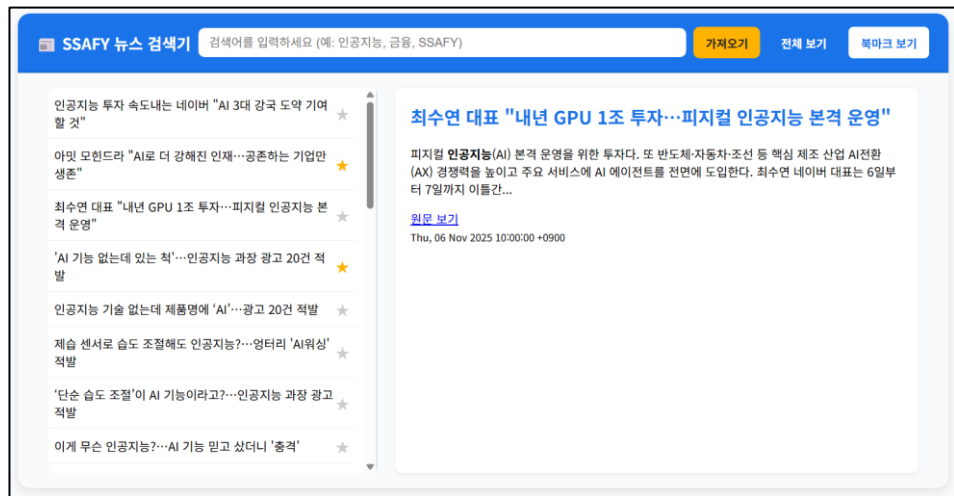 SSAFY 뉴스 검색기
검색어를 입력하세요 (예: 인공지능, 금융, SSAFY)
가져오기
전체 보기
북마크 보기
인공지능 투자 속도내는 네이버 "AI 3대 강국 도약 기여
할 것"
아밋 모힌드라 "AI로 더 강해진 인재…공존하는 기업만
생존"
최수연 대표 "내년 GPU 1조 투자…피지컬 인공지능 본
격 운영"
'AI 기능 없는데 있는 척'…인공지능 과장 광고 20건 적
발
인공지능 기술 없는데 제품명에 ‘AI’…광고 20건 적발
제습 센서로 습도 조절해도 인공지능?…엉터리 'AI워싱'
적발
‘단순 습도 조절’이 AI 기능이라고?…인공지능 과장 광고
적발
이게 무슨 인공지능?…AI 기능 믿고 샀더니 '충격'
최수연 대표 "내년 GPU 1조 투자…피지컬 인공지능 본격 운영"
피지컬 인공지능(AI) 본격 운영을 위한 투자다. 또 반도체·자동차·조선 등 핵심 제조 산업 AI전환
(AX) 경쟁력을 높이고 주요 서비스에 AI 에이전트를 전면에 도입한다. 최수연 네이버 대표는 6일부
터 7일까지 이틀간...
원문 보기
Thu, 06 Nov 2025 10:00:00 +0900